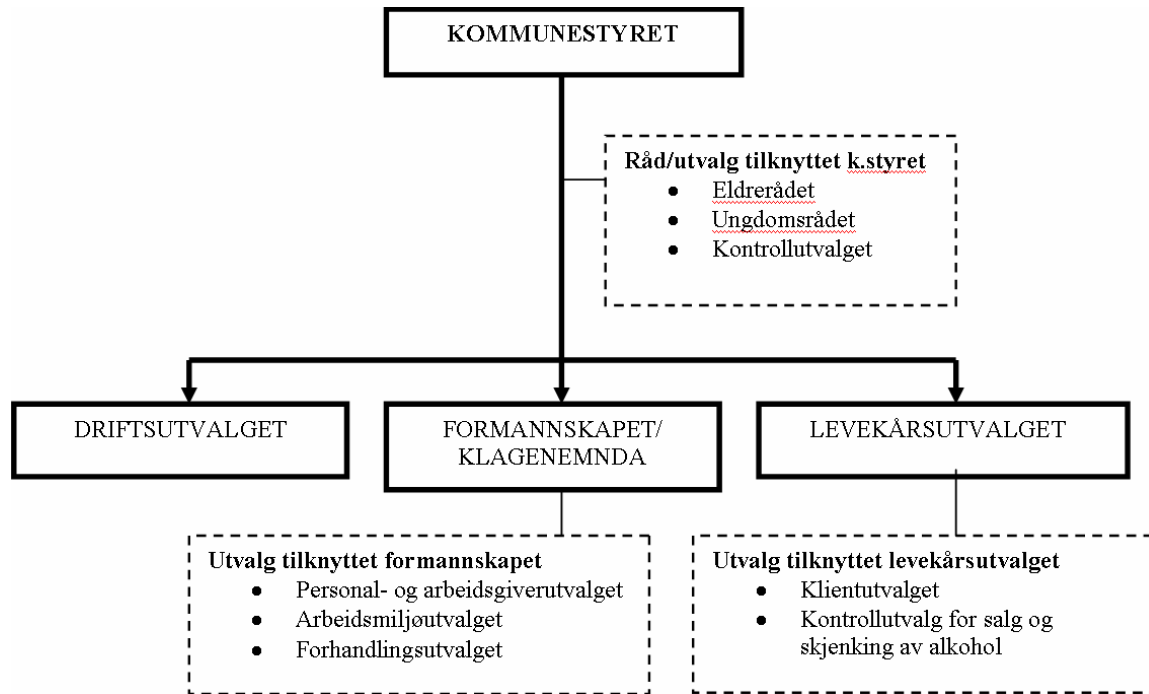 KOMMUNESTYRET
Råd/utvalg tilknyttet k.styret
• Eldrerådet
• Ungdomsrådet
• Kontrollutvalget
DRIFTSUTVALGET
FORMANNSKAPET/
KLAGENEMNDA
LEVEKÅRSUTVALGET
Utvalg tilknyttet formannskapet
• Personal- og arbeidsgiverutvalget
• Arbeidsmiljøutvalget
• Forhandlingsutvalget
Utvalg tilknyttet levekårsutvalget
• Klientutvalget
• Kontrollutvalg for salg og
skjenking av alkohol